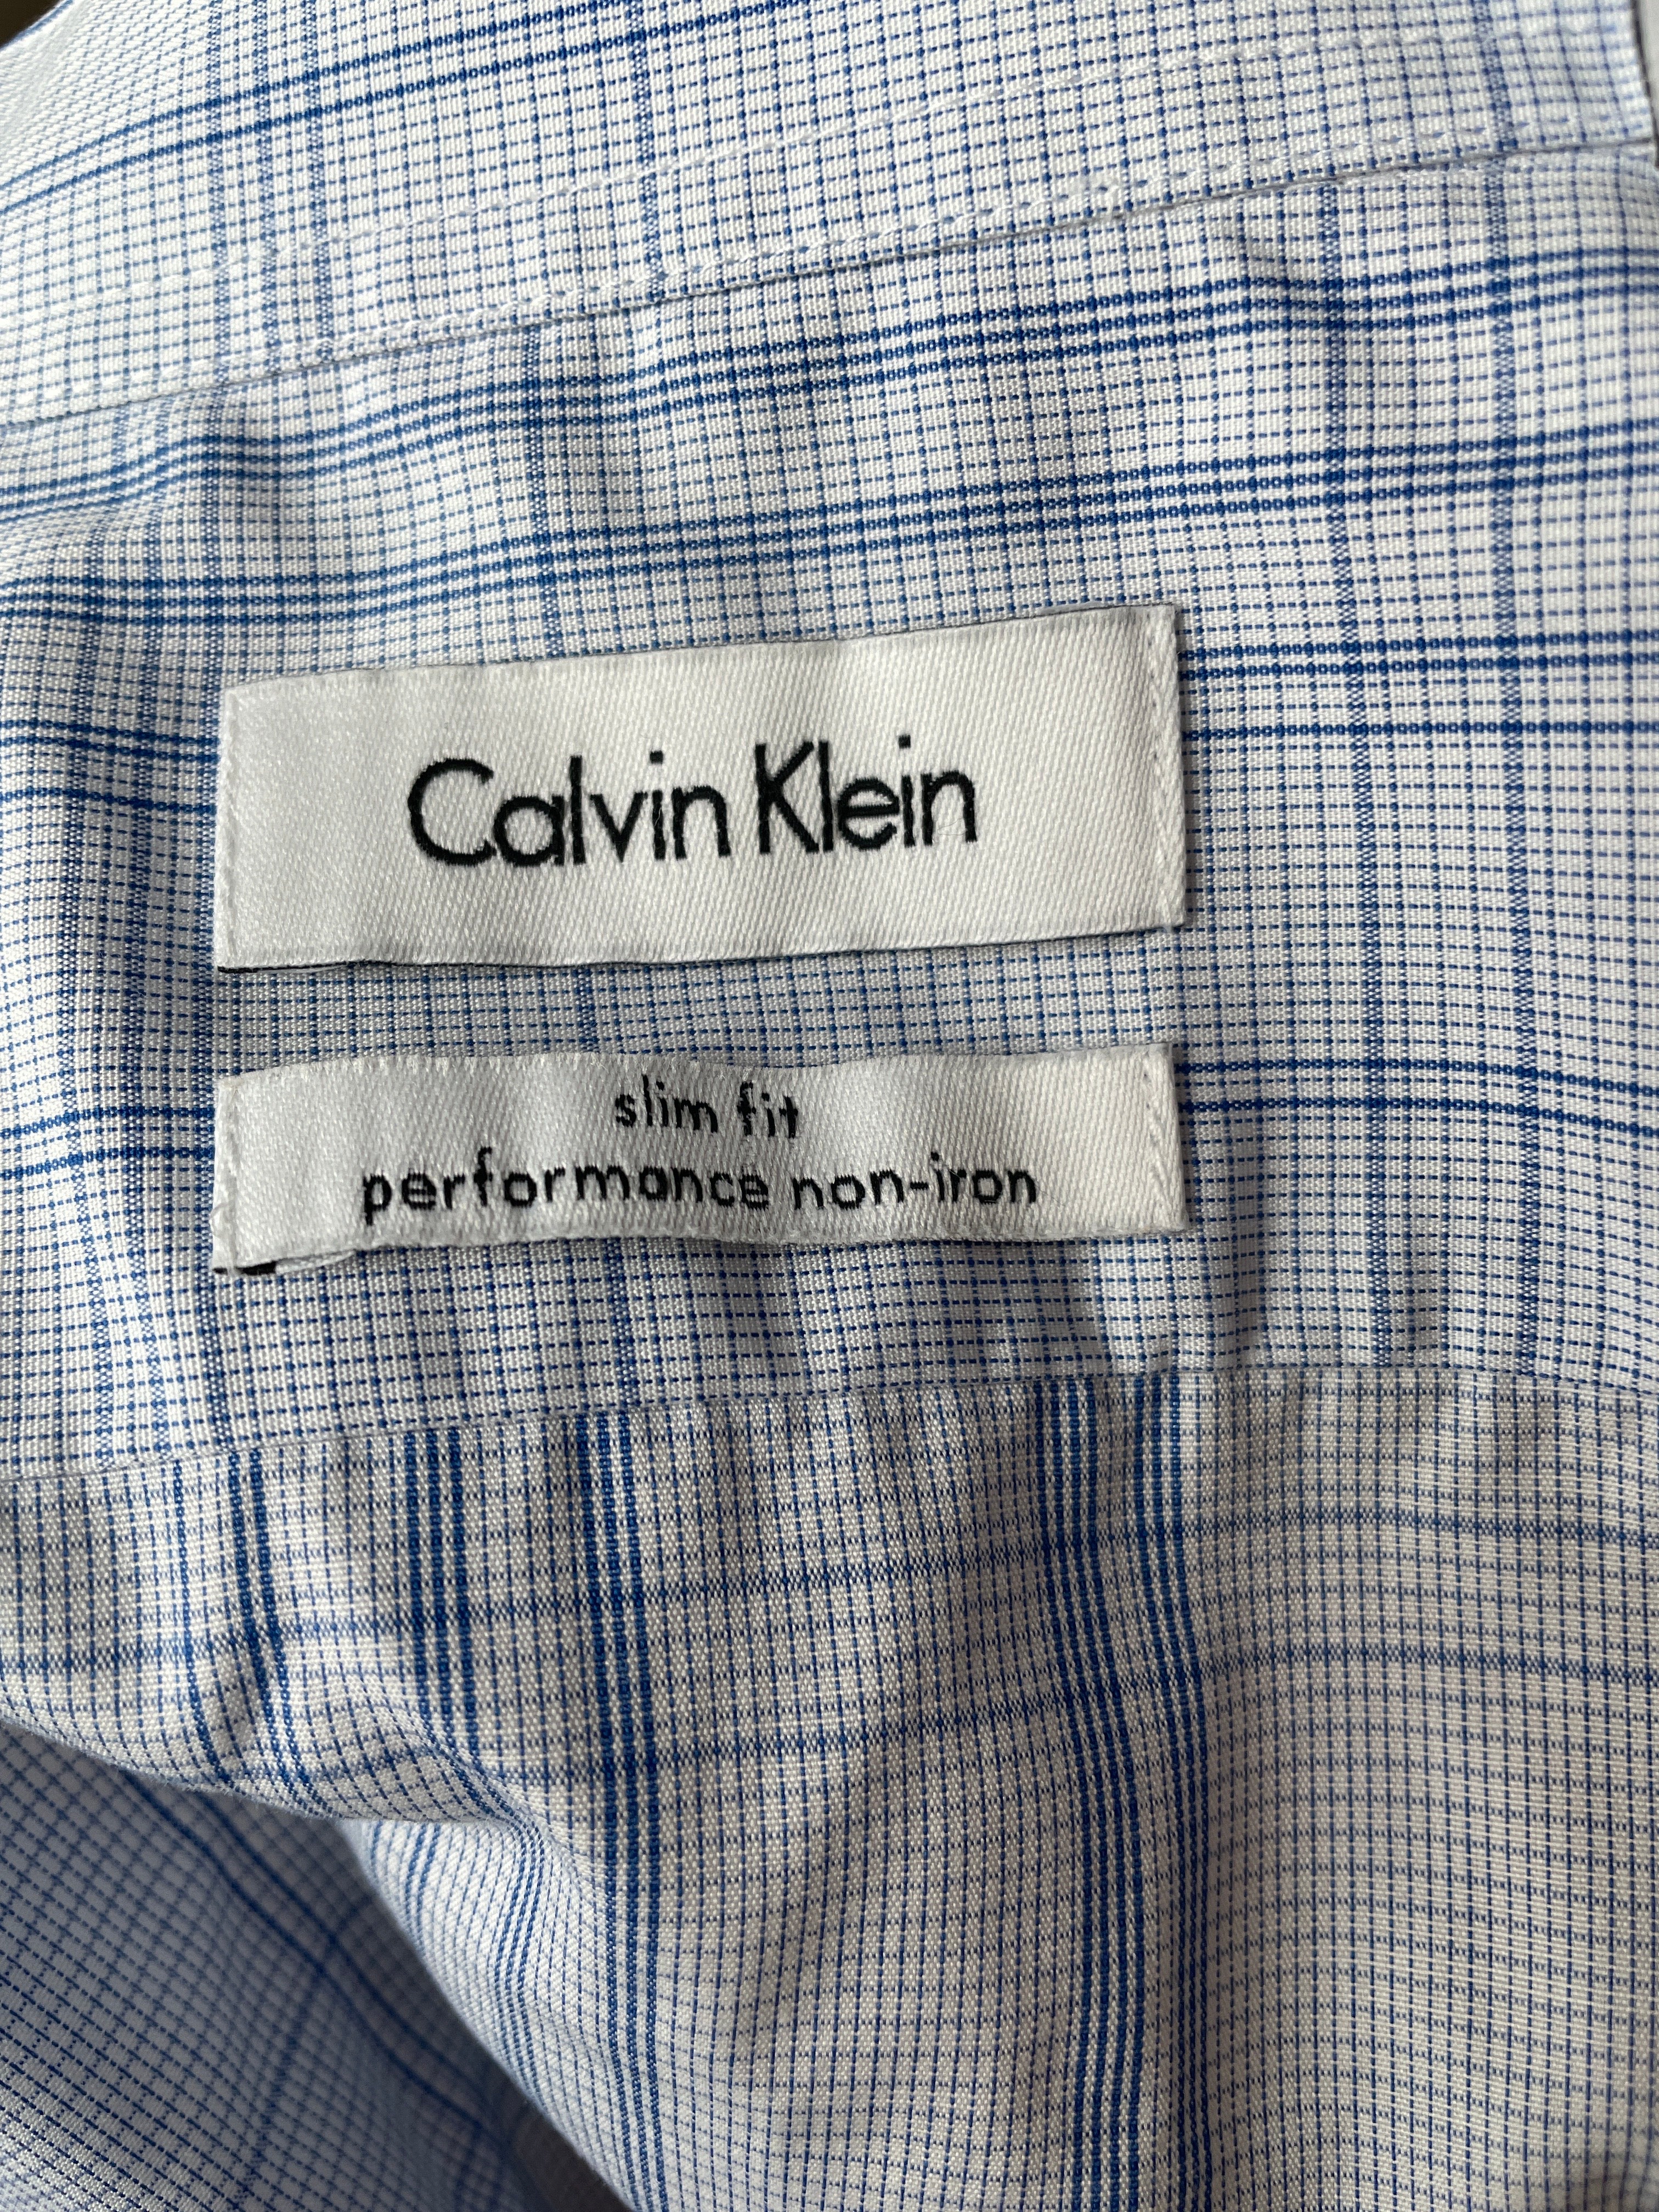 Calvin Klein
slim fit
performance non-iron